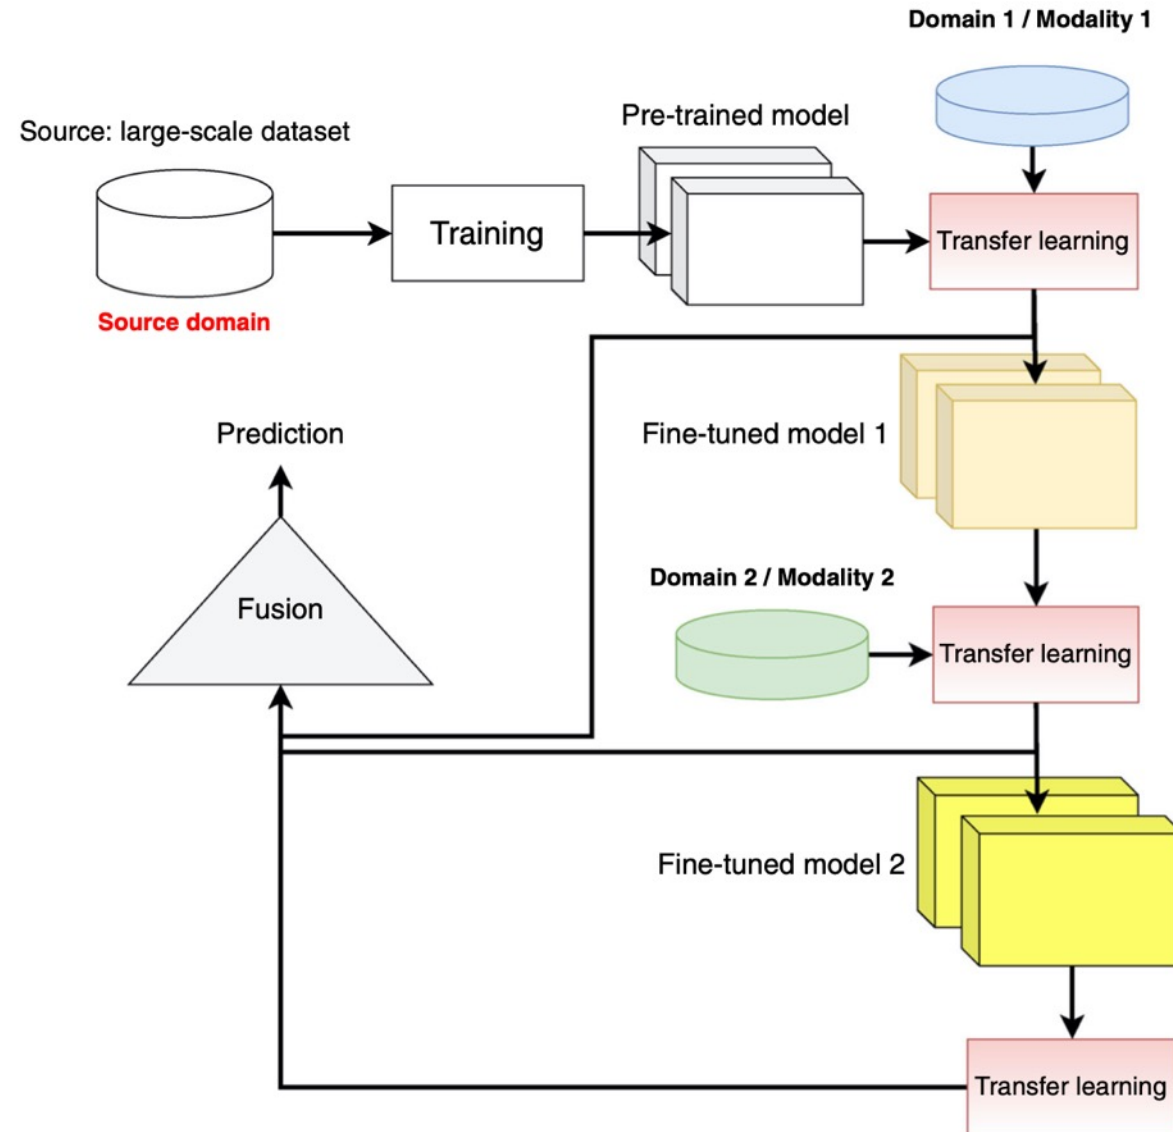 Domain 1 / Modality 1
Source: large-scale dataset
Pre-trained model
Training
Transfer learning
Source domain
Prediction
Fine-tuned model 1
Domain 2 / Modality 2
Fusion
Transfer learning
Fine-tuned model 2
Transfer learning